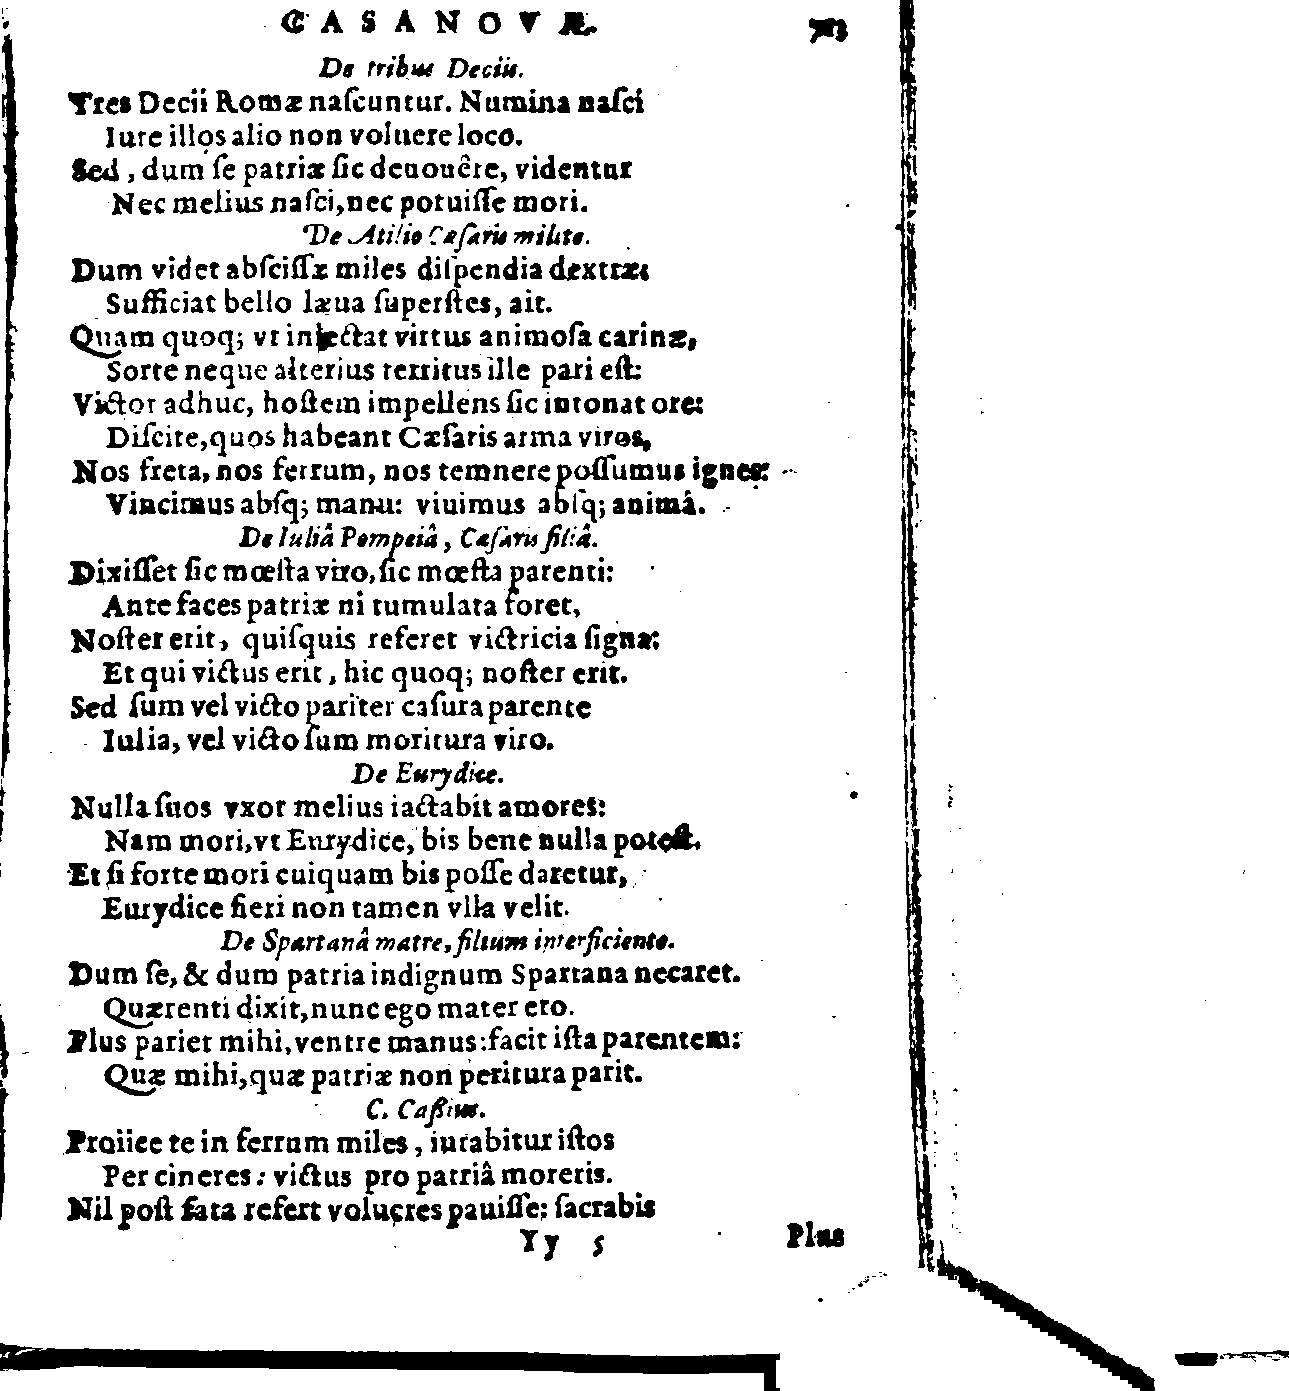 CASANOVÆ. 713
De tribus Deciis.
Tres Decii Romæ naſcuntur. Numina naſci
Iure illos alio non voluere loco.
Sed, dum ſe patriæ ſic deuouêre, videntur
Nec melius naſci, nec potuiſſe mori.
De Atilio Cæſaris milite.
Dum videt abſciſſæ miles diſpendia dextræ,
Sufficiat bello læua ſuperſtes, ait.
Quam quoq; vt iniectat virtus animoſa carinæ,
Sorte neque alterius territus ille pari eſt:
Victor adhuc, hoſtem impellens ſic intonat ore:
Diſcite, quos habeant Cæſaris arma viros,
Nos freta, nos ferrum, nos temnere poſſumus ignes:
Vincimus abſq; manu: viuimus abſq; animâ.
De Iuliâ Pompeiâ, Cæſaris filiâ.
Dixiſſet ſic mœſta viro, ſic mœſta parenti:
Ante faces patriæ ni tumulata foret,
Noſter erit, quiſquis referet victricia ſigna:
Et qui victus erit, hic quoq; noſter erit.
Sed ſum vel victo pariter caſura parente
Iulia, vel victo ſum moritura viro.
De Eurydice.
Nulla ſuos vxor melius iactabit amores:
Nam mori, vt Eurydice, bis bene nulla poteſt.
Et ſi forte mori cuiquam bis poſſe daretur,
Eurydice fieri non tamen vlla velit.
De Spartanâ matre, filium interficiente.
Dum ſe, & dum patria indignum Spartana necaret.
Quærenti dixit, nunc ego mater ero.
Plus pariet mihi, ventre manus: facit iſta parentem:
Quæ mihi, quæ patriæ non peritura parit.
C. Caßius.
Proiice te in ferrum miles, iurabitur iſtos
Per cineres: victus pro patriâ moreris.
Nil poſt fata refert volucres pauiſſe; ſacrabis
Yy 5 Plus